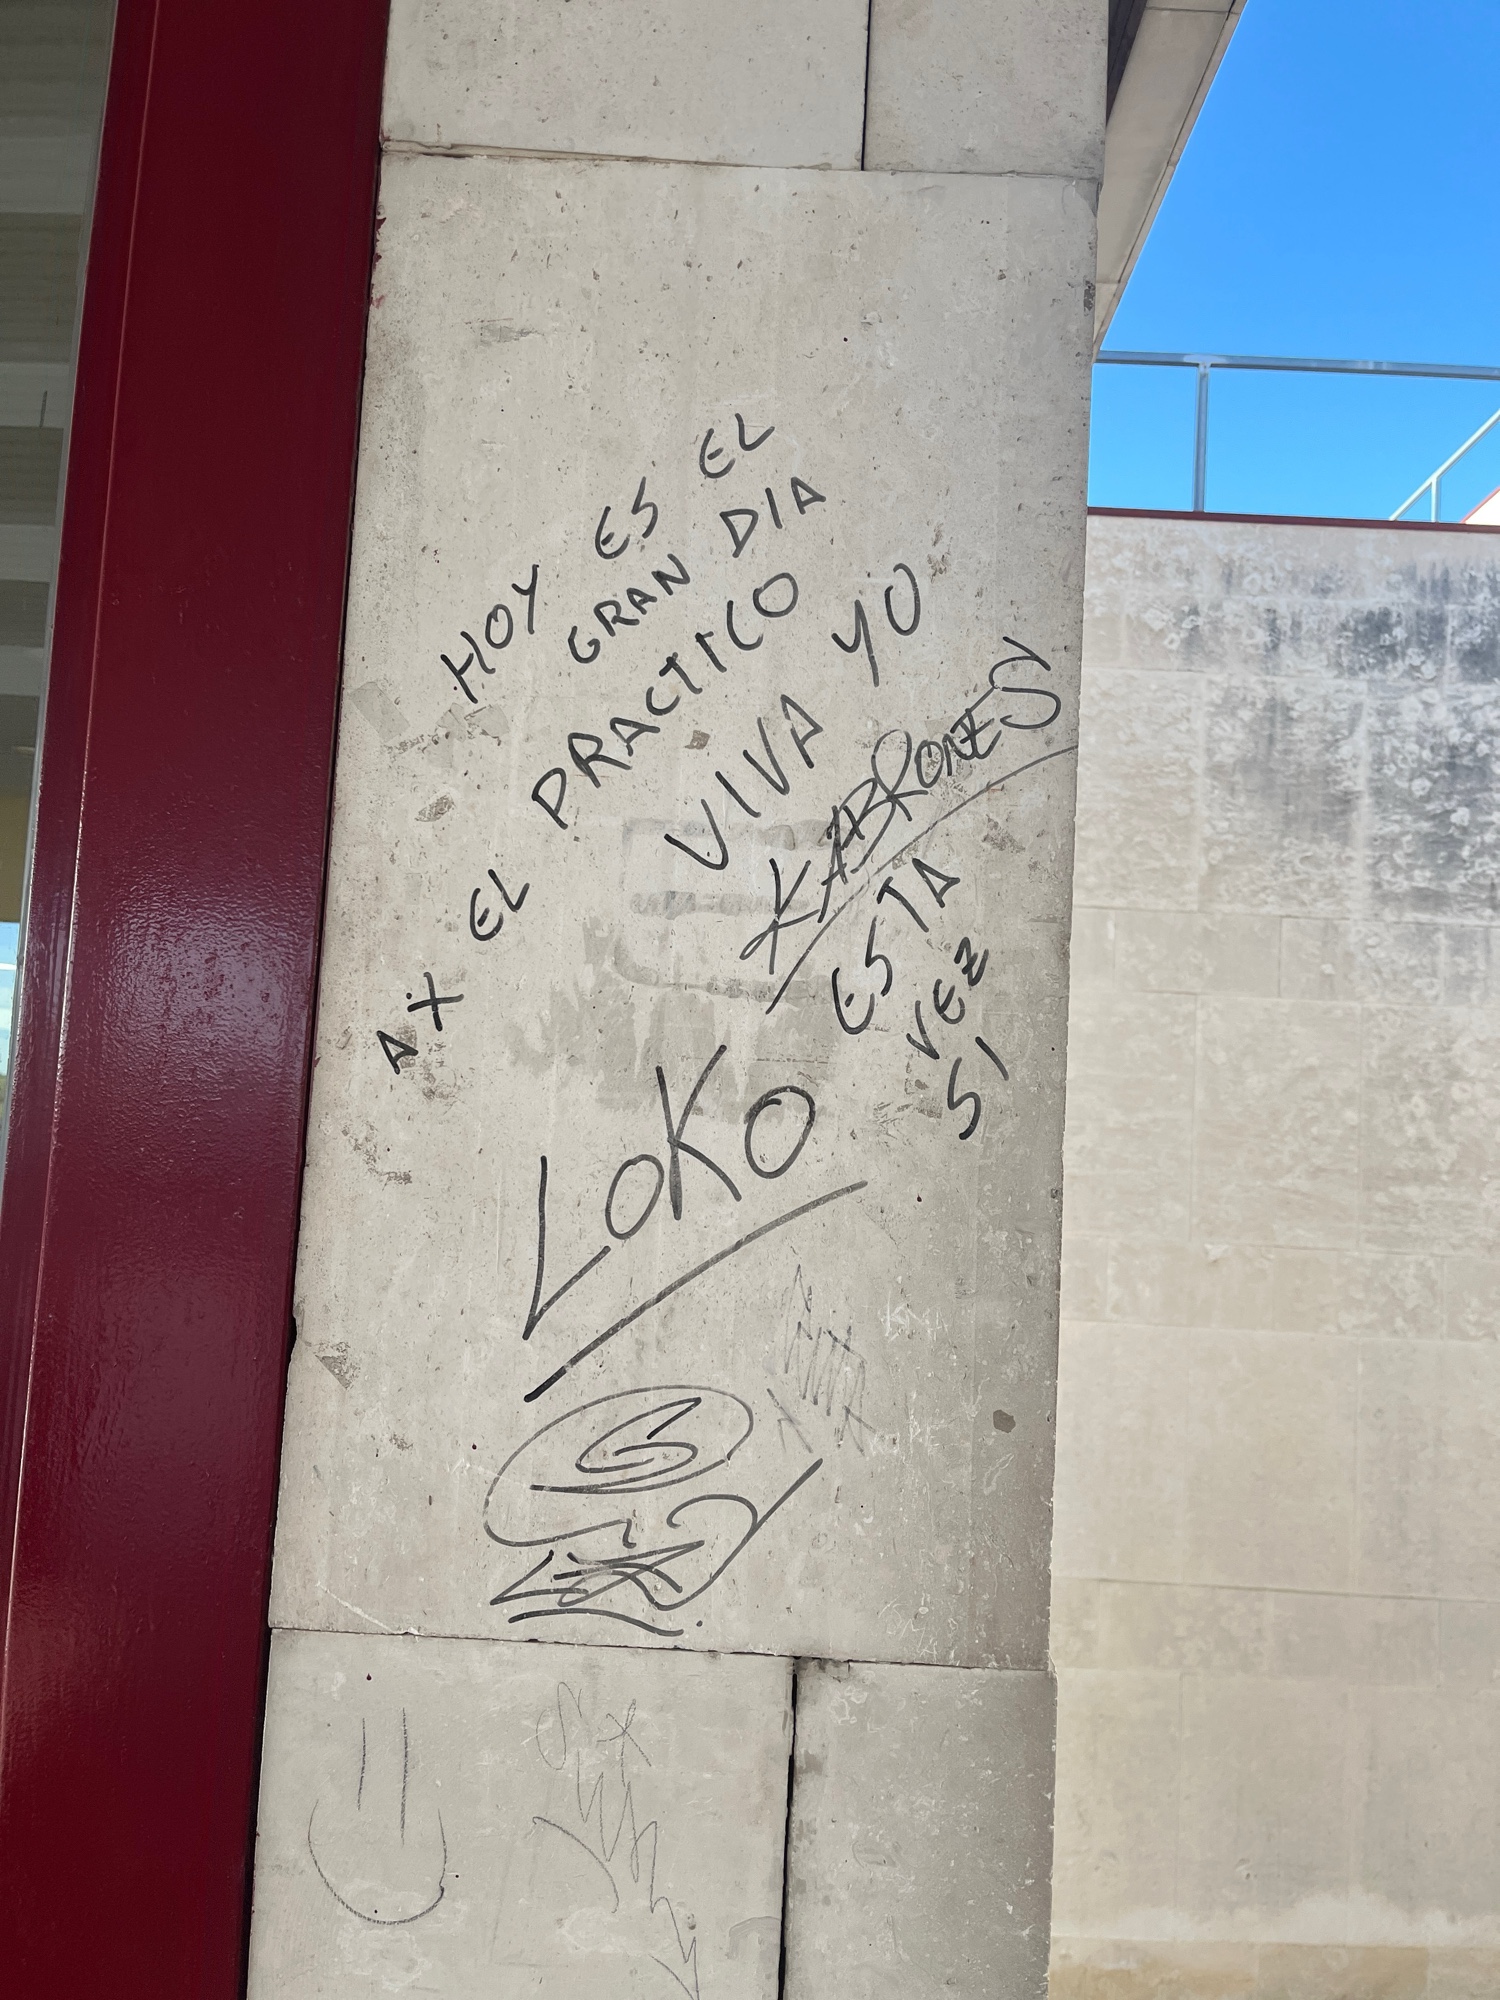 HOY ES EL
GRAN DIA
A X EL PRACTICO
VIVA YO
KABRONES
ESTA
VEZ
SI
LOKO